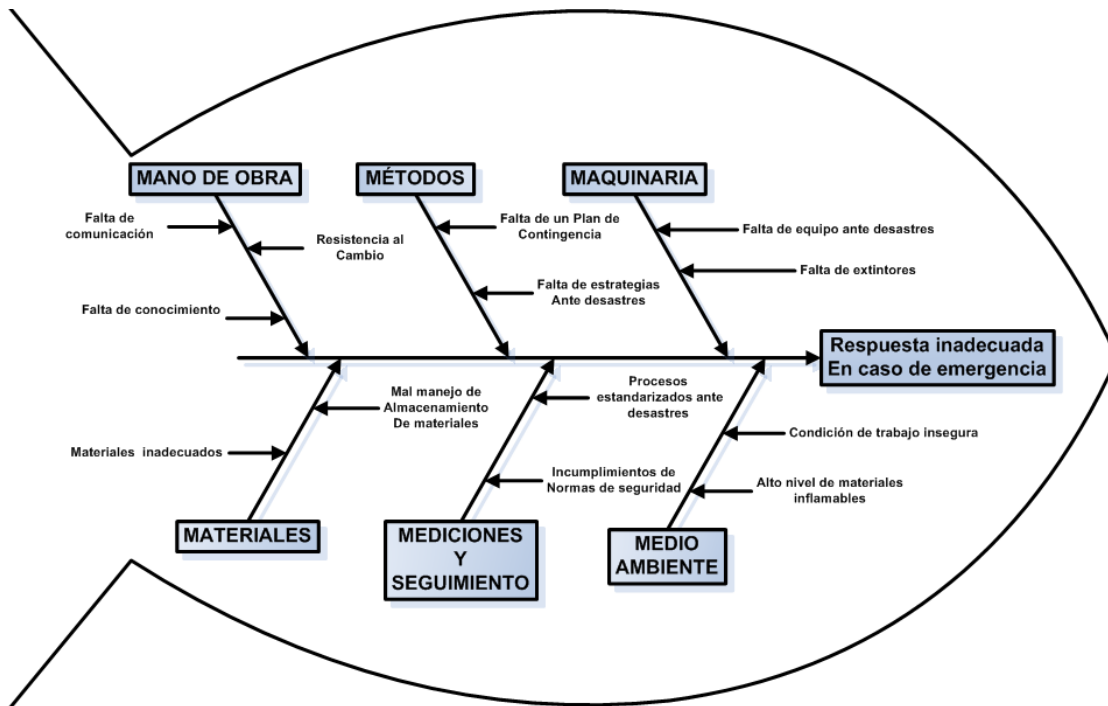 MANO DE OBRA
MÉTODOS
MAQUINARIA
Falta de
comunicación
Resistencia al
Cambio
Falta de conocimiento
Falta de un Plan de
Contingencia
Falta de estrategias
Ante desastres
Falta de equipo ante desastres
Falta de extintores
Respuesta inadecuada
En caso de emergencia
Mal manejo de
Almacenamiento
De materiales
Materiales inadecuados
Procesos
estandarizados ante
desastres
Incumplimientos de
Normas de seguridad
Condición de trabajo insegura
Alto nivel de materiales
inflamables
MATERIALES
MEDICIONES
Y
SEGUIMIENTO
MEDIO
AMBIENTE